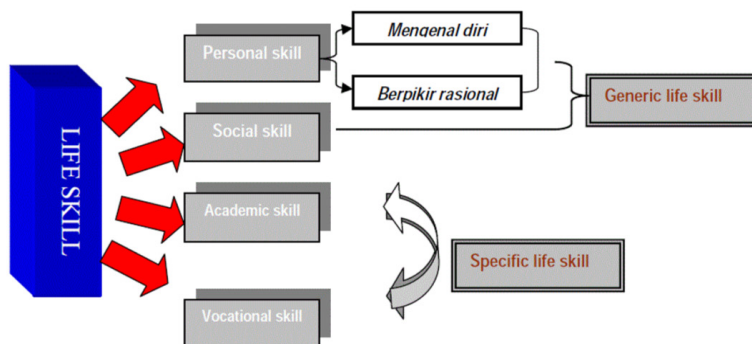 LIFE SKILL
Personal skill
Mengenal diri
Berpikir rasional
Generic life skill
Social skill
Academic skill
Specific life skill
Vocational skill